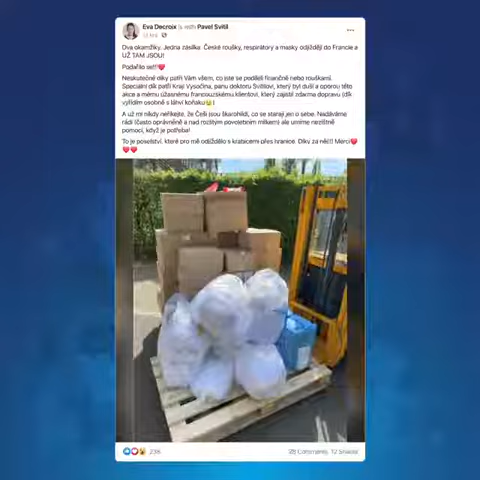 Eva Decroix is with Pavel Svitil
Dva okamžiky. Jedna zásilka. České roušky, respirátory a masky odjíždějí do Francie a
UŽ TAM JSOU!
Podařilo se!!!❤️
Neskutečné díky patří Vám všem, co jste se podíleli finančně nebo rouškami.
Speciální dík patří Kraji Vysočina, panu doktoru Svitilovi, který byl duší a oporou této
akce a mému úžasnému francouzskému klientovi, který zajistil zdarma dopravu (dík
vyřídím osobně s láhví koňaku😉)
A už mi nikdy neříkejte, že Češi jsou škarohlídi, co se starají jen o sebe. Nadáváme
rádi (často oprávněně a nad rozlitým povolebním mlíkem) ale umíme nezištně
pomoci, když je potřeba!
To je poselství, které pro mě odjíždělo s krabicemi přes hranice. Díky za něj!!! Merci❤️
❤️❤️
236
28 Comments 12 Shares